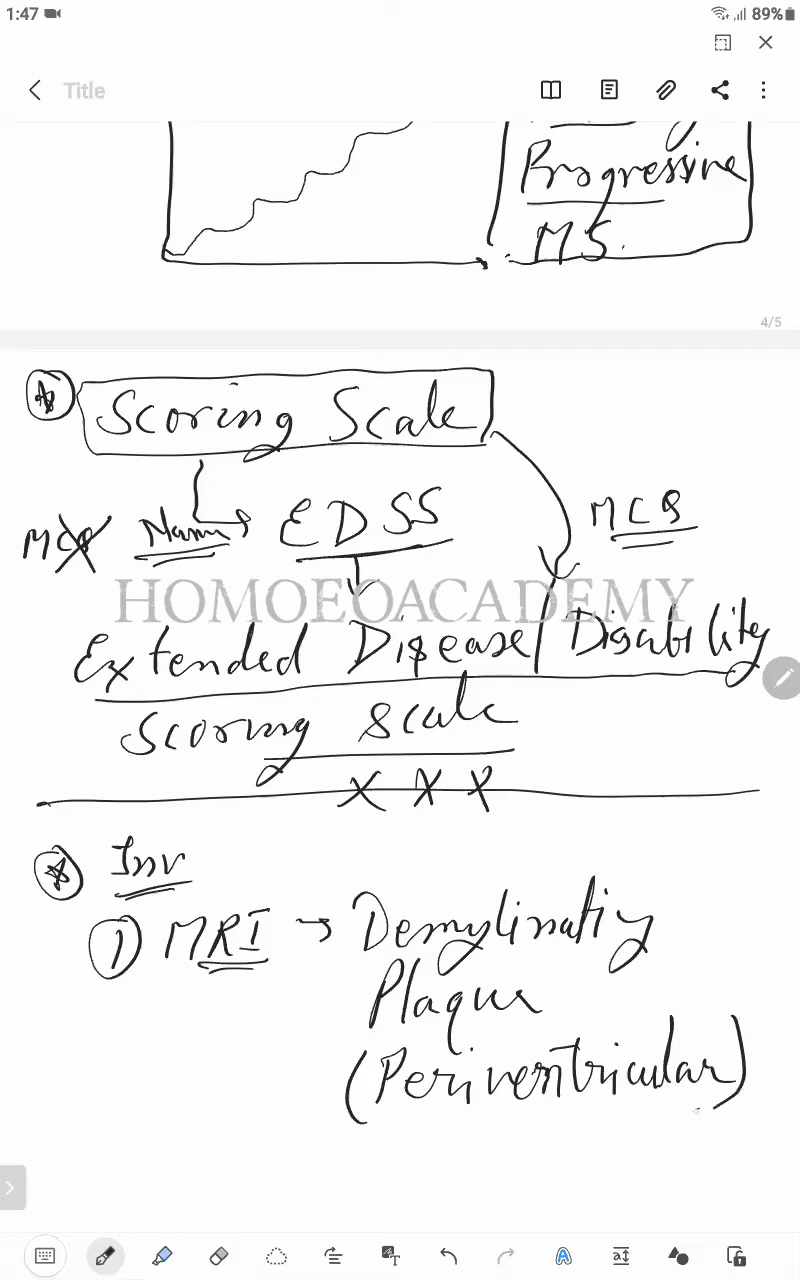 1:47
89%
Title
Progressive
MS.
4/5
Scoring Scale
MCQ Name EDSS MCQ
HOMOEOACADEMY
Extended Disease/Disability
Scoring Scale
X X X
Inv
1) MRI → Demylinatiy
Plaque
(Periventricular)